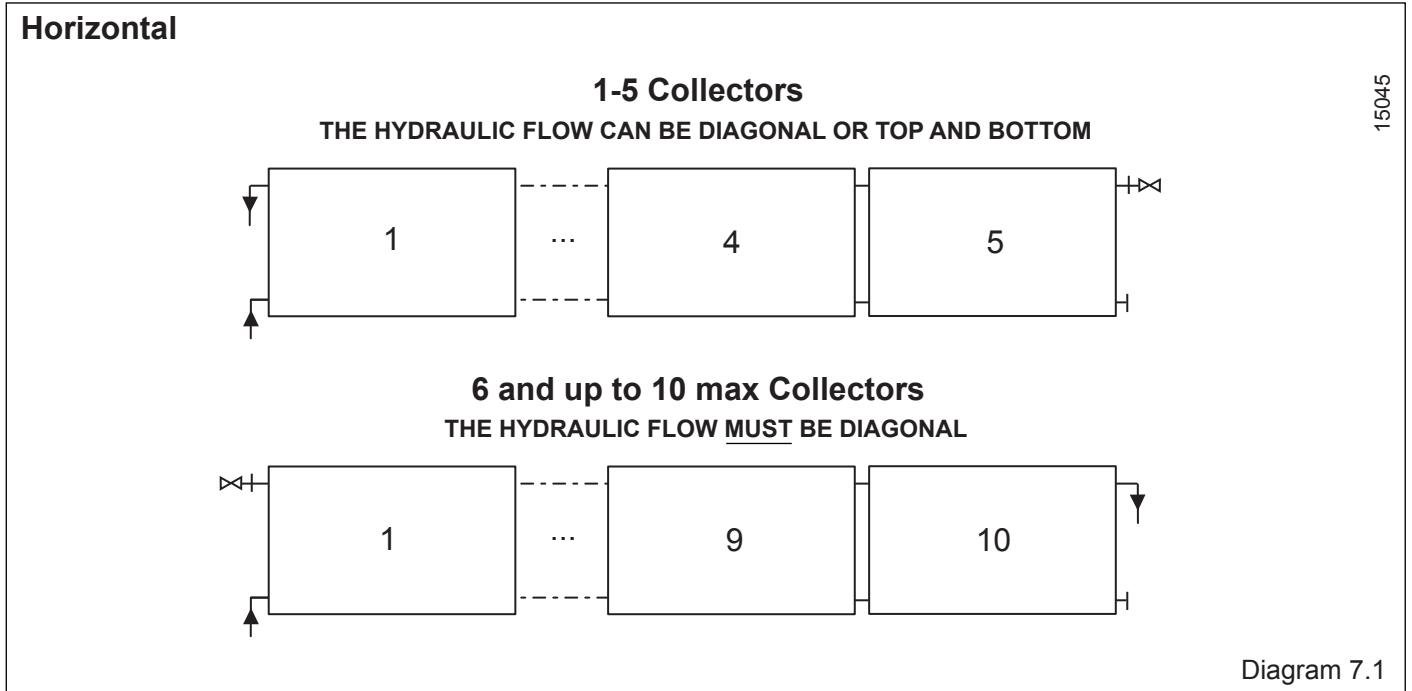 Horizontal
1-5 Collectors
15045
THE HYDRAULIC FLOW CAN BE DIAGONAL OR TOP AND BOTTOM
1 ... 4 5
6 and up to 10 max Collectors
THE HYDRAULIC FLOW MUST BE DIAGONAL
1 ... 9 10
Diagram 7.1